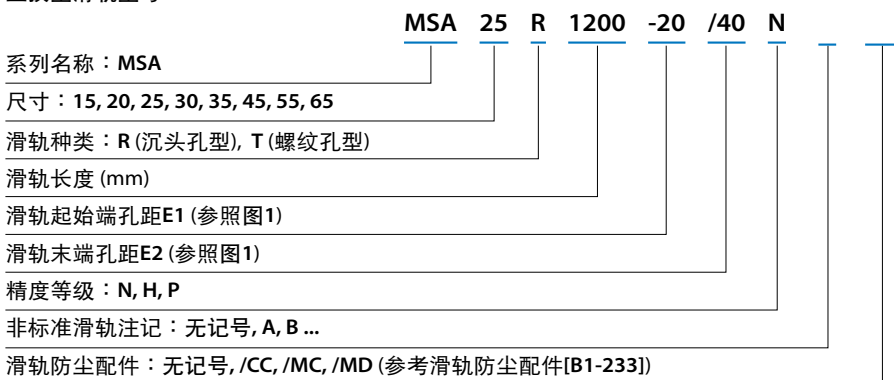 MSA 25 R 1200 -20 /40 N
系列名称：MSA
尺寸：15, 20, 25, 30, 35, 45, 55, 65
滑轨种类：R (沉头孔型), T (螺纹孔型)
滑轨长度 (mm)
滑轨起始端孔距E1 (参照图1)
滑轨末端孔距E2 (参照图1)
精度等级：N, H, P
非标准滑轨注记：无记号, A, B ...
滑轨防尘配件：无记号, /CC, /MC, /MD (参考滑轨防尘配件[B1-233])